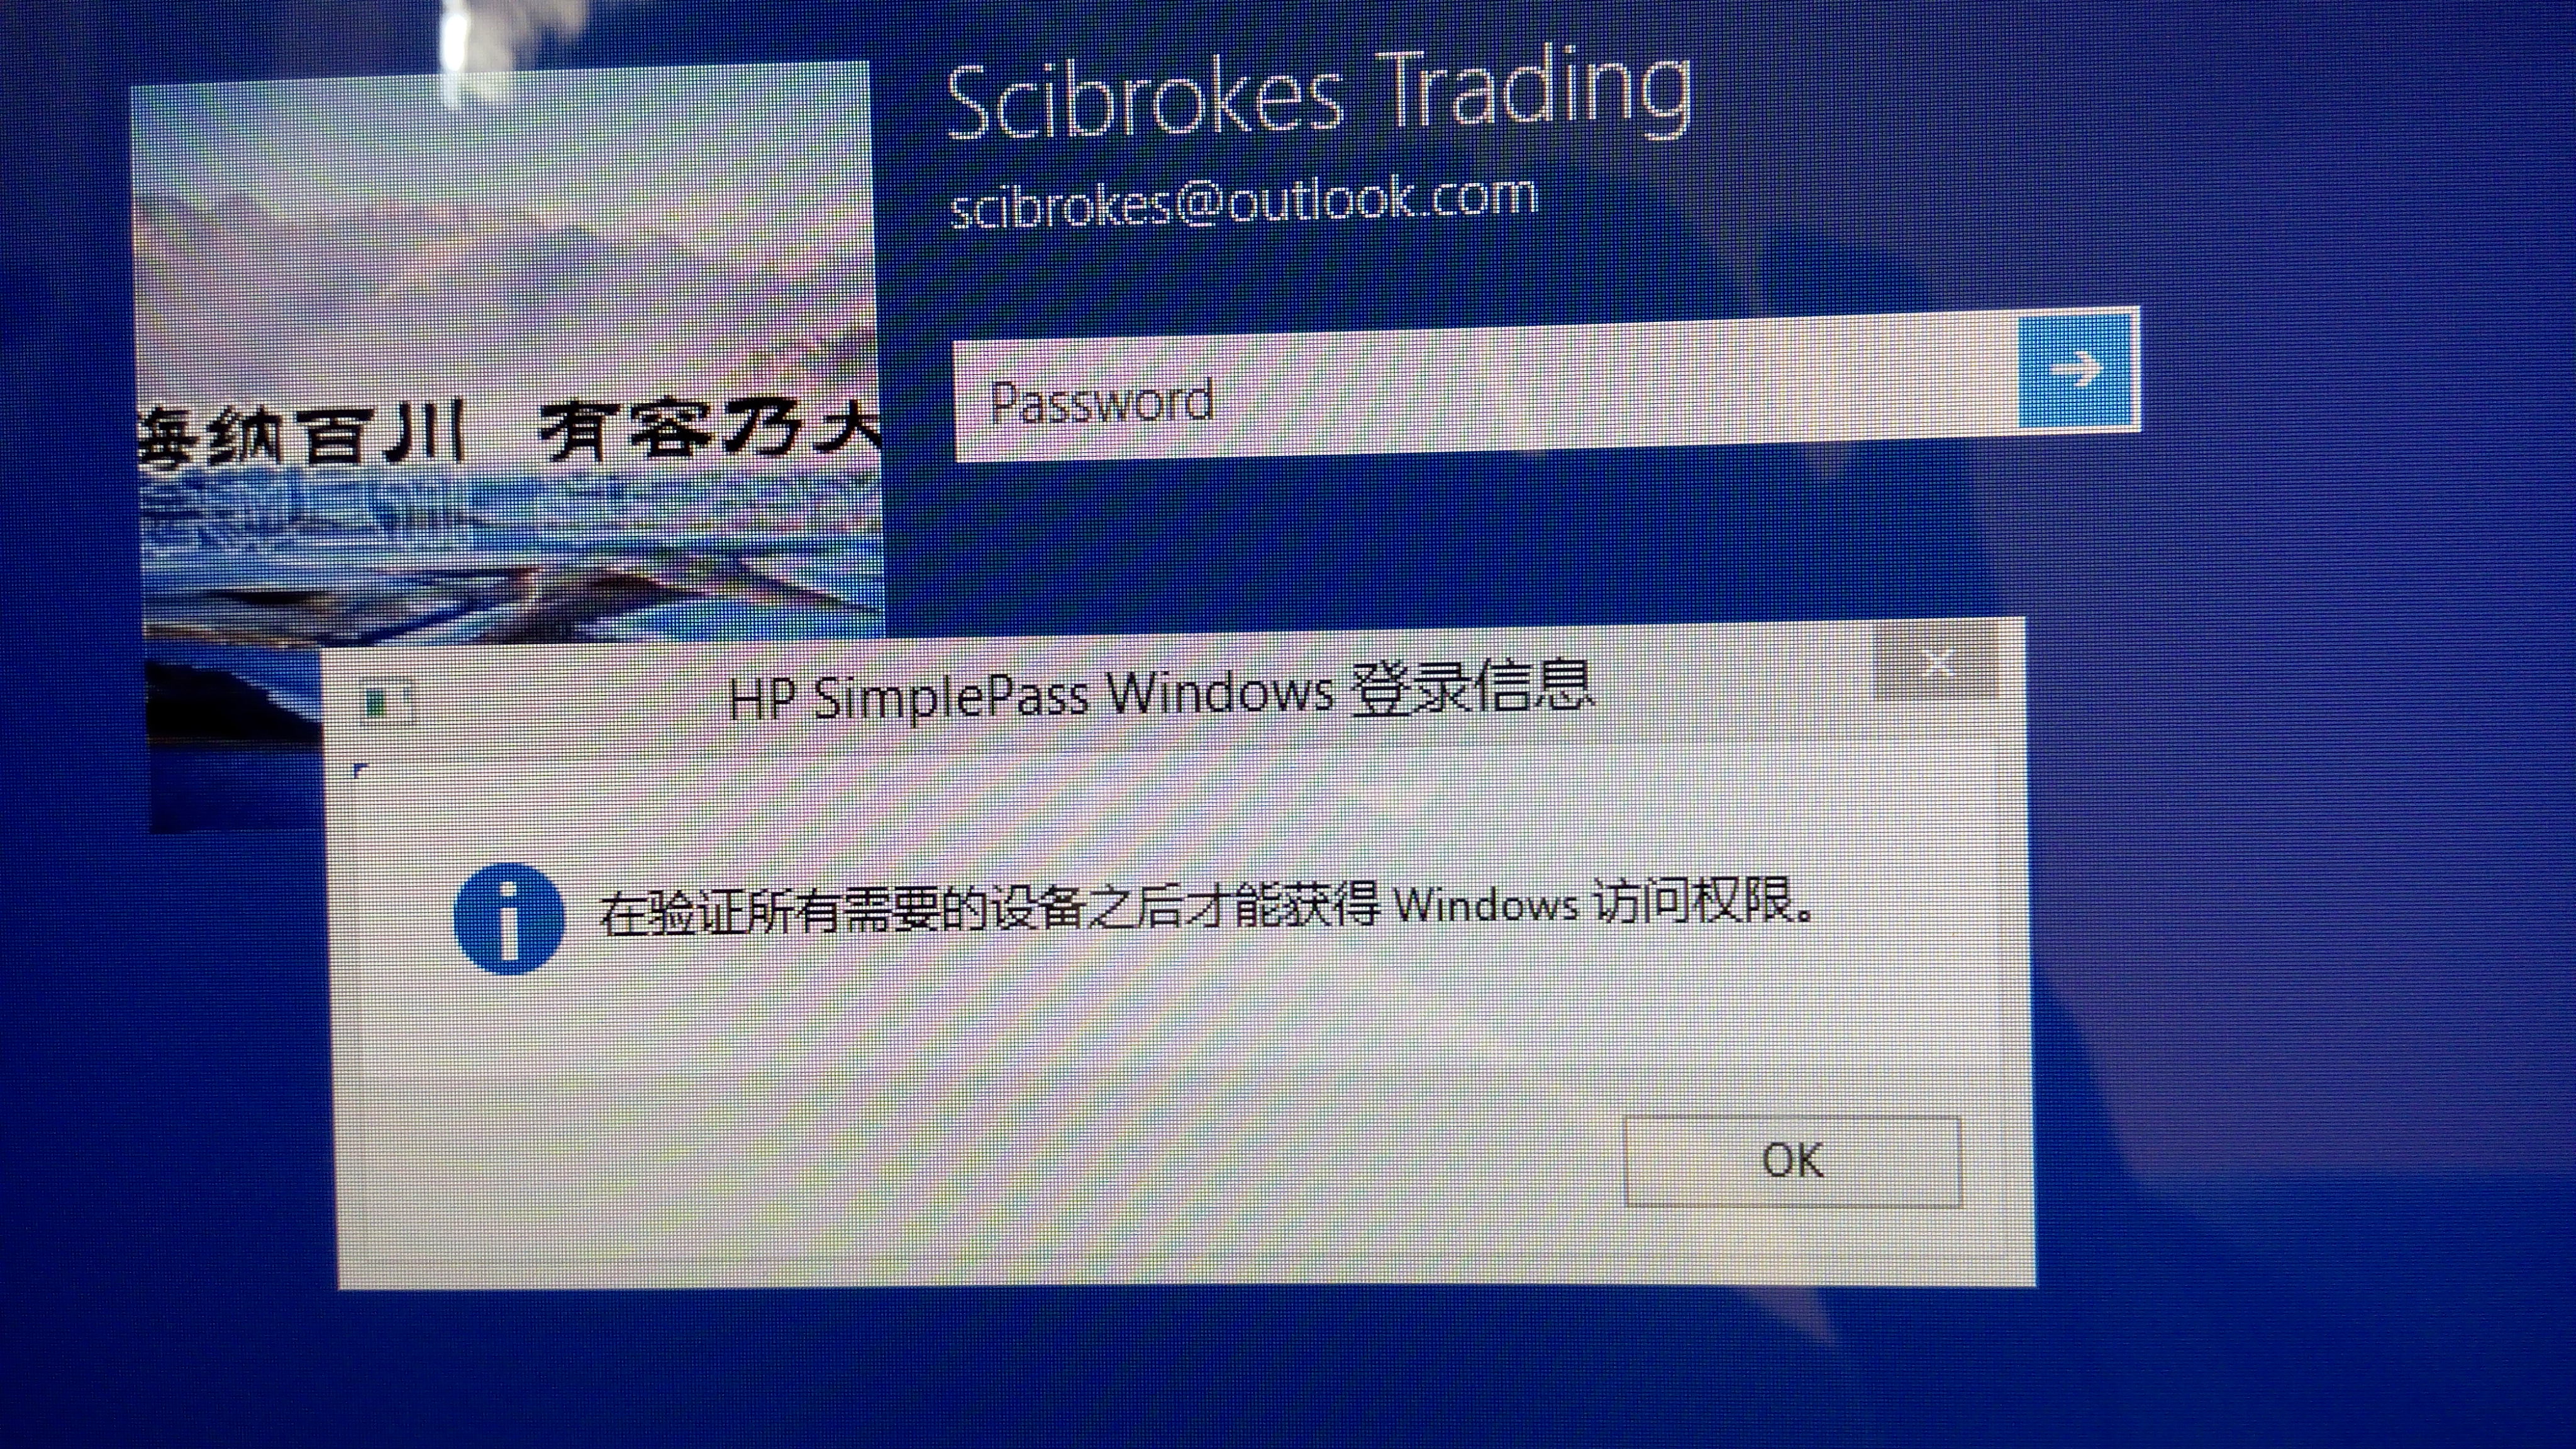 Scibrokes Trading
scibrokes@outlook.com
Password
海纳百川 有容乃大
HP SimplePass Windows 登录信息
在验证所有需要的设备之后才能获得 Windows 访问权限。
OK